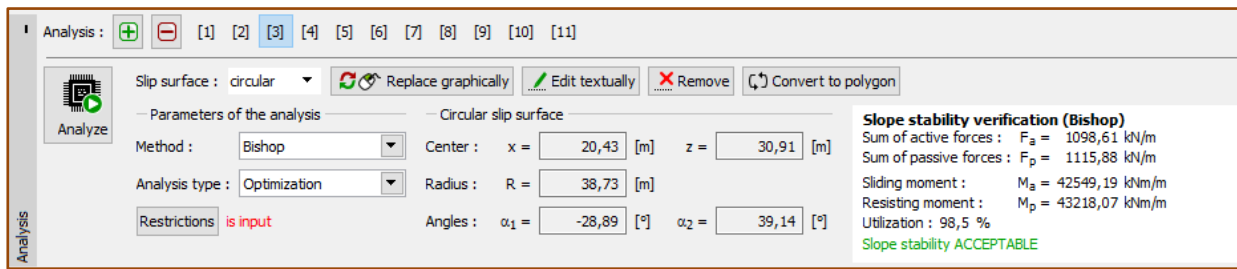 Analysis : [1] [2] [3] [4] [5] [6] [7] [8] [9] [10] [11]
Analyze
Slip surface : circular Replace graphically Edit textually Remove Convert to polygon
Parameters of the analysis
Method : Bishop
Analysis type : Optimization
Restrictions is input
Circular slip surface
Center : x = 20,43 [m] z = 30,91 [m]
Radius : R = 38,73 [m]
Angles : α1 = -28,89 [°] α2 = 39,14 [°]
Slope stability verification (Bishop)
Sum of active forces : Fa = 1098,61 kN/m
Sum of passive forces : Fp = 1115,88 kN/m
Sliding moment : Ma = 42549,19 kNm/m
Resisting moment : Mp = 43218,07 kNm/m
Utilization : 98,5 %
Slope stability ACCEPTABLE
Analysis